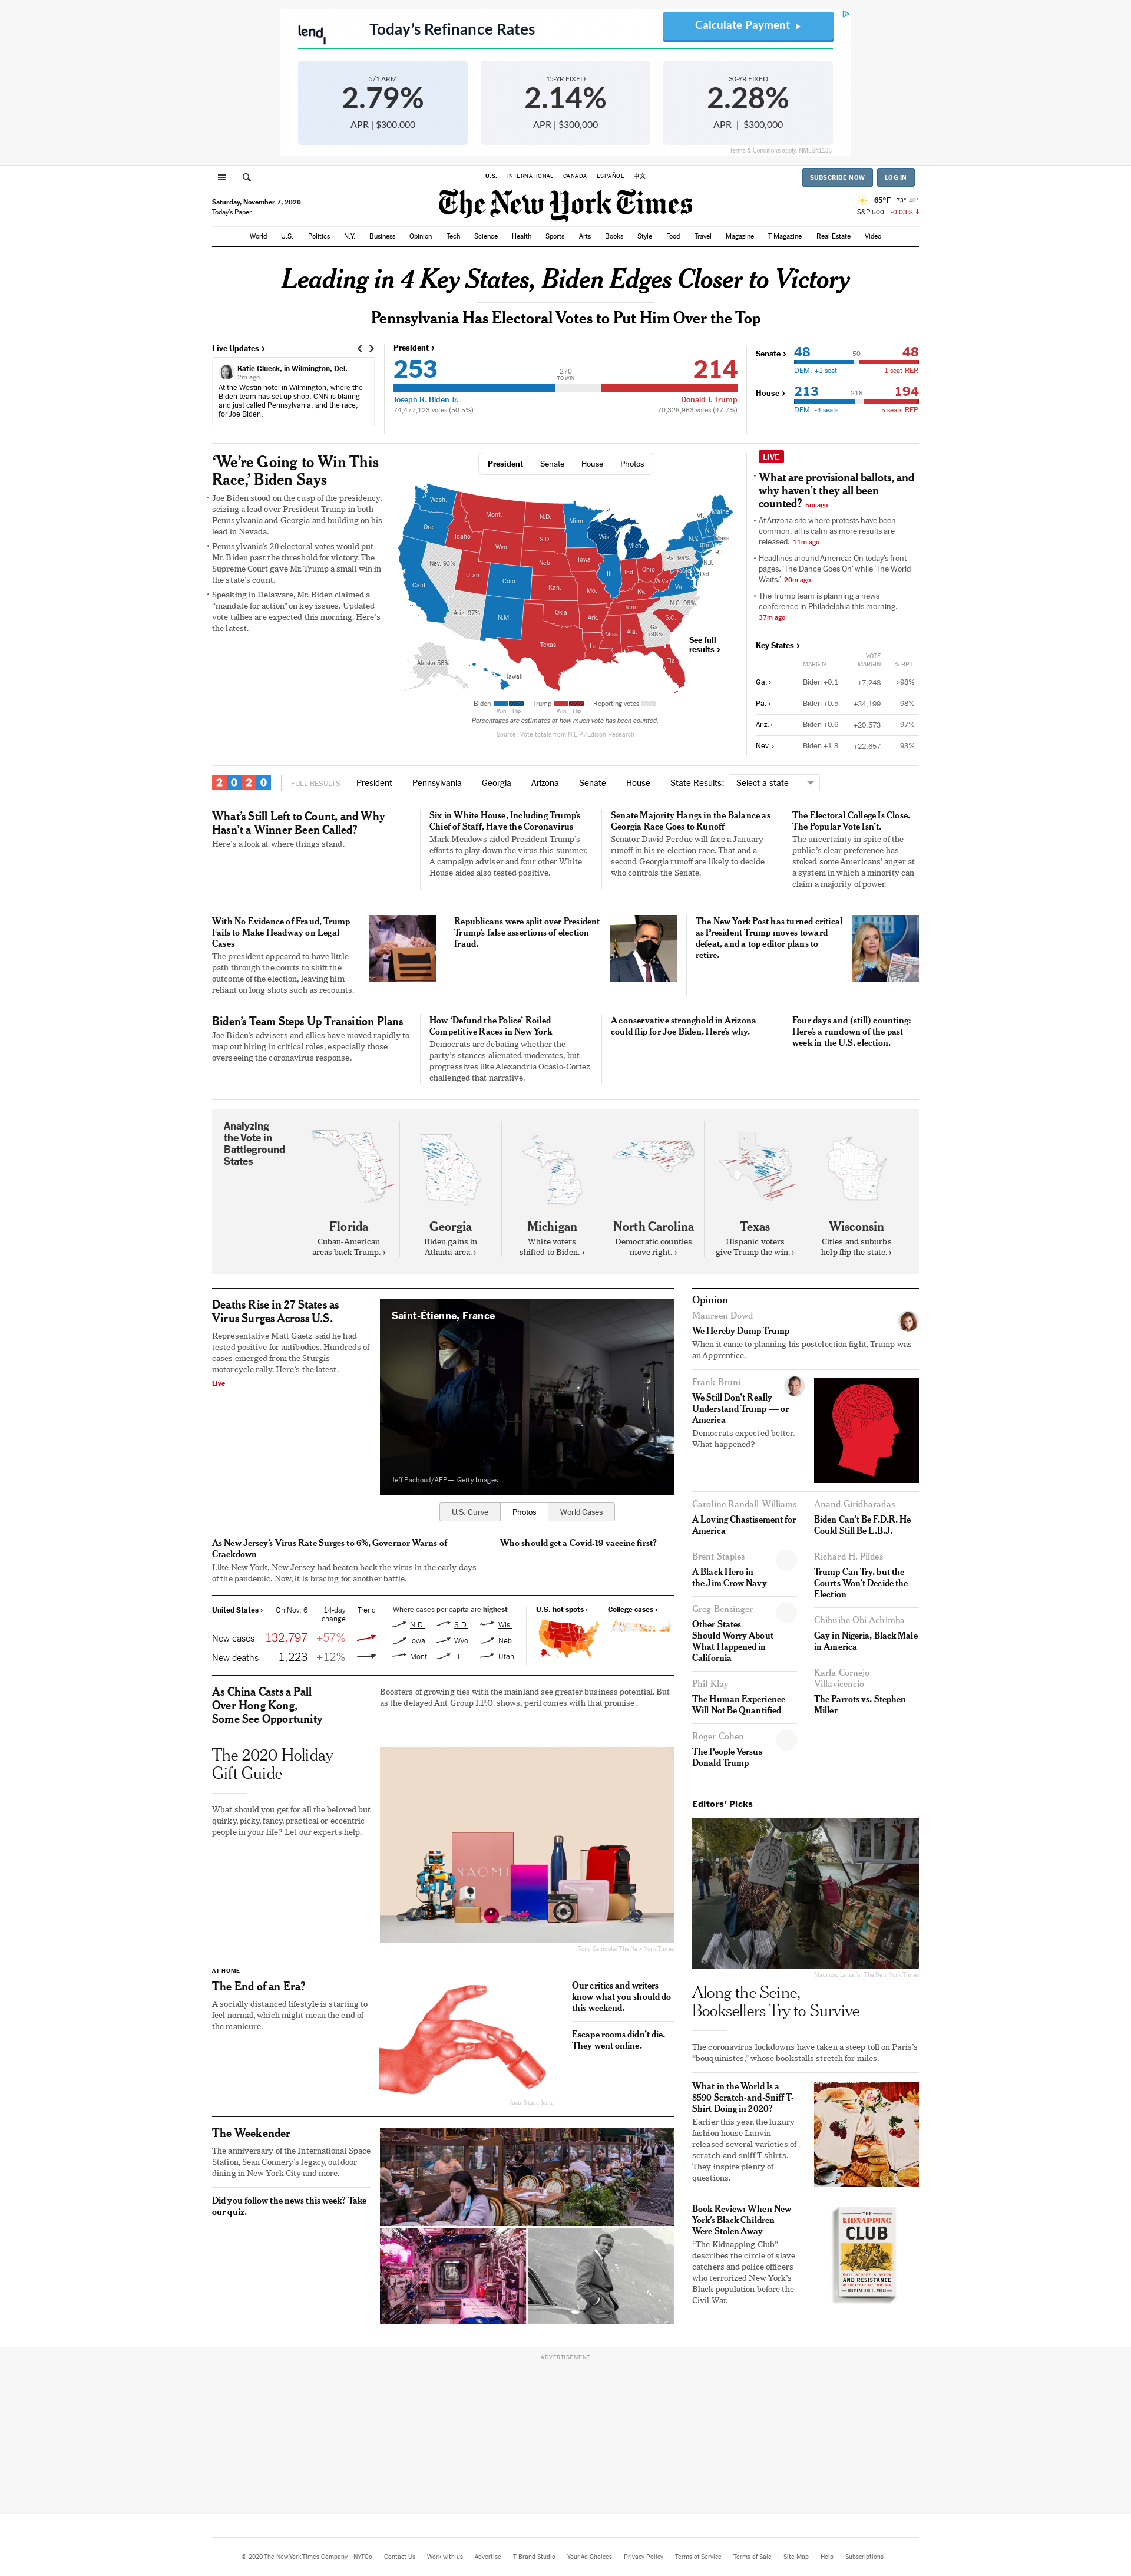 lend
Today's Refinance Rates
Calculate Payment
5/1 ARM
2.79%
APR | $300,000
15-YR FIXED
2.14%
APR | $300,000
30-YR FIXED
2.28%
APR | $300,000
Terms & Conditions apply. NMLS#1136
U.S. INTERNATIONAL CANADA ESPAÑOL 中文
SUBSCRIBE NOW LOG IN
Saturday, November 7, 2020
Today's Paper
The New York Times
65°F 73° 40°
S&P 500 -0.03% ↓
World U.S. Politics N.Y. Business Opinion Tech Science Health Sports Arts Books Style Food Travel Magazine T Magazine Real Estate Video
Leading in 4 Key States, Biden Edges Closer to Victory
Pennsylvania Has Electoral Votes to Put Him Over the Top
Live Updates ›
Katie Glueck, in Wilmington, Del.
2m ago
At the Westin hotel in Wilmington, where the
Biden team has set up shop, CNN is blaring
and just called Pennsylvania, and the race,
for Joe Biden.
President ›
253
270
TO WIN
214
Joseph R. Biden Jr.
Donald J. Trump
74,477,123 votes (50.5%)
70,328,963 votes (47.7%)
Senate ›
48
50
48
DEM. +1 seat
-1 seat REP.
House ›
213
218
194
DEM. -4 seats
+5 seats REP.
‘We’re Going to Win This
Race,’ Biden Says
Joe Biden stood on the cusp of the presidency,
seizing a lead over President Trump in both
Pennsylvania and Georgia and building on his
lead in Nevada.
Pennsylvania's 20 electoral votes would put
Mr. Biden past the threshold for victory. The
Supreme Court gave Mr. Trump a small win in
the state's count.
Speaking in Delaware, Mr. Biden claimed a
“mandate for action” on key issues. Updated
vote tallies are expected this morning. Here's
the latest.
President Senate House Photos
Wash.
Ore.
Calif.
Nev. 93%
Idaho
Mont.
Wyo.
Utah
Ariz. 97%
Colo.
N.M.
N.D.
S.D.
Neb.
Kan.
Okla.
Texas
Minn.
Iowa
Mo.
Ark.
La.
Wis.
Ill.
Mich.
Ind.
Ohio
Ky.
Tenn.
Miss.
Ala.
Ga.
>98%
Fla.
S.C.
N.C. 98%
Va.
W.Va.
Pa. 98%
N.Y.
Vt.
N.H.
Maine
Mass.
Conn.
R.I.
N.J.
Del.
Alaska 56%
Hawaii
See full
results ›
Biden Trump Reporting votes
Win Flip Win Flip
Percentages are estimates of how much vote has been counted.
Source: Vote totals from N.E.P./Edison Research
LIVE
What are provisional ballots, and
why haven’t they all been
counted? 5m ago
At Arizona site where protests have been
common, all is calm as more results are
released. 11m ago
Headlines around America: On today’s front
pages, ‘The Dance Goes On’ while ‘The World
Waits.’ 20m ago
The Trump team is planning a news
conference in Philadelphia this morning.
37m ago
Key States ›
MARGIN VOTE MARGIN % RPT.
Ga. › Biden +0.1 +7,248 >98%
Pa. › Biden +0.5 +34,199 98%
Ariz. › Biden +0.6 +20,573 97%
Nev. › Biden +1.8 +22,657 93%
2020
FULL RESULTS President Pennsylvania Georgia Arizona Senate House State Results: Select a state
What’s Still Left to Count, and Why
Hasn’t a Winner Been Called?
Here's a look at where things stand.
Six in White House, Including Trump’s
Chief of Staff, Have the Coronavirus
Mark Meadows aided President Trump's
efforts to play down the virus this summer.
A campaign adviser and four other White
House aides also tested positive.
Senate Majority Hangs in the Balance as
Georgia Race Goes to Runoff
Senator David Perdue will face a January
runoff in his re-election race. That and a
second Georgia runoff are likely to decide
who controls the Senate.
The Electoral College Is Close.
The Popular Vote Isn’t.
The uncertainty in spite of the
public's clear preference has
stoked some Americans' anger at
a system in which a minority can
claim a majority of power.
With No Evidence of Fraud, Trump
Fails to Make Headway on Legal
Cases
The president appeared to have little
path through the courts to shift the
outcome of the election, leaving him
reliant on long shots such as recounts.
Republicans were split over President
Trump’s false assertions of election
fraud.
The New York Post has turned critical
as President Trump moves toward
defeat, and a top editor plans to
retire.
Biden’s Team Steps Up Transition Plans
Joe Biden's advisers and allies have moved rapidly to
map out hiring in critical roles, especially those
overseeing the coronavirus response.
How ‘Defund the Police’ Roiled
Competitive Races in New York
Democrats are debating whether the
party's stances alienated moderates, but
progressives like Alexandria Ocasio-Cortez
challenged that narrative.
A conservative stronghold in Arizona
could flip for Joe Biden. Here’s why.
Four days and (still) counting:
Here’s a rundown of the past
week in the U.S. election.
Analyzing
the Vote in
Battleground
States
Florida
Cuban-American
areas back Trump. ›
Georgia
Biden gains in
Atlanta area. ›
Michigan
White voters
shifted to Biden. ›
North Carolina
Democratic counties
move right. ›
Texas
Hispanic voters
give Trump the win. ›
Wisconsin
Cities and suburbs
help flip the state. ›
Deaths Rise in 27 States as
Virus Surges Across U.S.
Representative Matt Gaetz said he had
tested positive for antibodies. Hundreds of
cases emerged from the Sturgis
motorcycle rally. Here's the latest.
Live
Saint-Étienne, France
Jeff Pachoud/AFP— Getty Images
U.S. Curve Photos World Cases
As New Jersey’s Virus Rate Surges to 6%, Governor Warns of
Crackdown
Like New York, New Jersey had beaten back the virus in the early days
of the pandemic. Now, it is bracing for another battle.
Who should get a Covid-19 vaccine first?
United States › On Nov. 6 14-day change Trend
New cases 132,797 +57%
New deaths 1,223 +12%
Where cases per capita are highest
N.D. S.D. Wis.
Iowa Wyo. Neb.
Mont. Ill. Utah
U.S. hot spots ›
College cases ›
As China Casts a Pall
Over Hong Kong,
Some See Opportunity
Boosters of growing ties with the mainland see greater business potential. But
as the delayed Ant Group I.P.O. shows, peril comes with that promise.
The 2020 Holiday
Gift Guide
What should you get for all the beloved but
quirky, picky, fancy, practical or eccentric
people in your life? Let our experts help.
NAOMI
Tony Cenicola/The New York Times
AT HOME
The End of an Era?
A socially distanced lifestyle is starting to
feel normal, which might mean the end of
the manicure.
Our critics and writers
know what you should do
this weekend.
Escape rooms didn’t die.
They went online.
The Weekender
The anniversary of the International Space
Station, Sean Connery's legacy, outdoor
dining in New York City and more.
Did you follow the news this week? Take
our quiz.
Opinion
Maureen Dowd
We Hereby Dump Trump
When it came to planning his postelection fight, Trump was
an Apprentice.
Frank Bruni
We Still Don’t Really
Understand Trump — or
America
Democrats expected better.
What happened?
Caroline Randall Williams
A Loving Chastisement for
America
Brent Staples
A Black Hero in
the Jim Crow Navy
Greg Bensinger
Other States
Should Worry About
What Happened in
California
Phil Klay
The Human Experience
Will Not Be Quantified
Roger Cohen
The People Versus
Donald Trump
Anand Giridharadas
Biden Can’t Be F.D.R. He
Could Still Be L.B.J.
Richard H. Pildes
Trump Can Try, but the
Courts Won’t Decide the
Election
Chibuihe Obi Achimba
Gay in Nigeria, Black Male
in America
Karla Cornejo
Villavicencio
The Parrots vs. Stephen
Miller
Editors’ Picks
Mauricio Lima for The New York Times
Along the Seine,
Booksellers Try to Survive
The coronavirus lockdowns have taken a steep toll on Paris's
“bouquinistes,” whose bookstalls stretch for miles.
What in the World Is a
$590 Scratch-and-Sniff T-
Shirt Doing in 2020?
Earlier this year, the luxury
fashion house Lanvin
released several varieties of
scratch-and-sniff T-shirts.
They inspire plenty of
questions.
Book Review: When New
York’s Black Children
Were Stolen Away
“The Kidnapping Club”
describes the circle of slave
catchers and police officers
who terrorized New York's
Black population before the
Civil War.
THE
KIDNAPPING
CLUB
AND RESISTANCE
ADVERTISEMENT
© 2020 The New York Times Company NYTCo Contact Us Work with us Advertise T Brand Studio Your Ad Choices Privacy Policy Terms of Service Terms of Sale Site Map Help Subscriptions